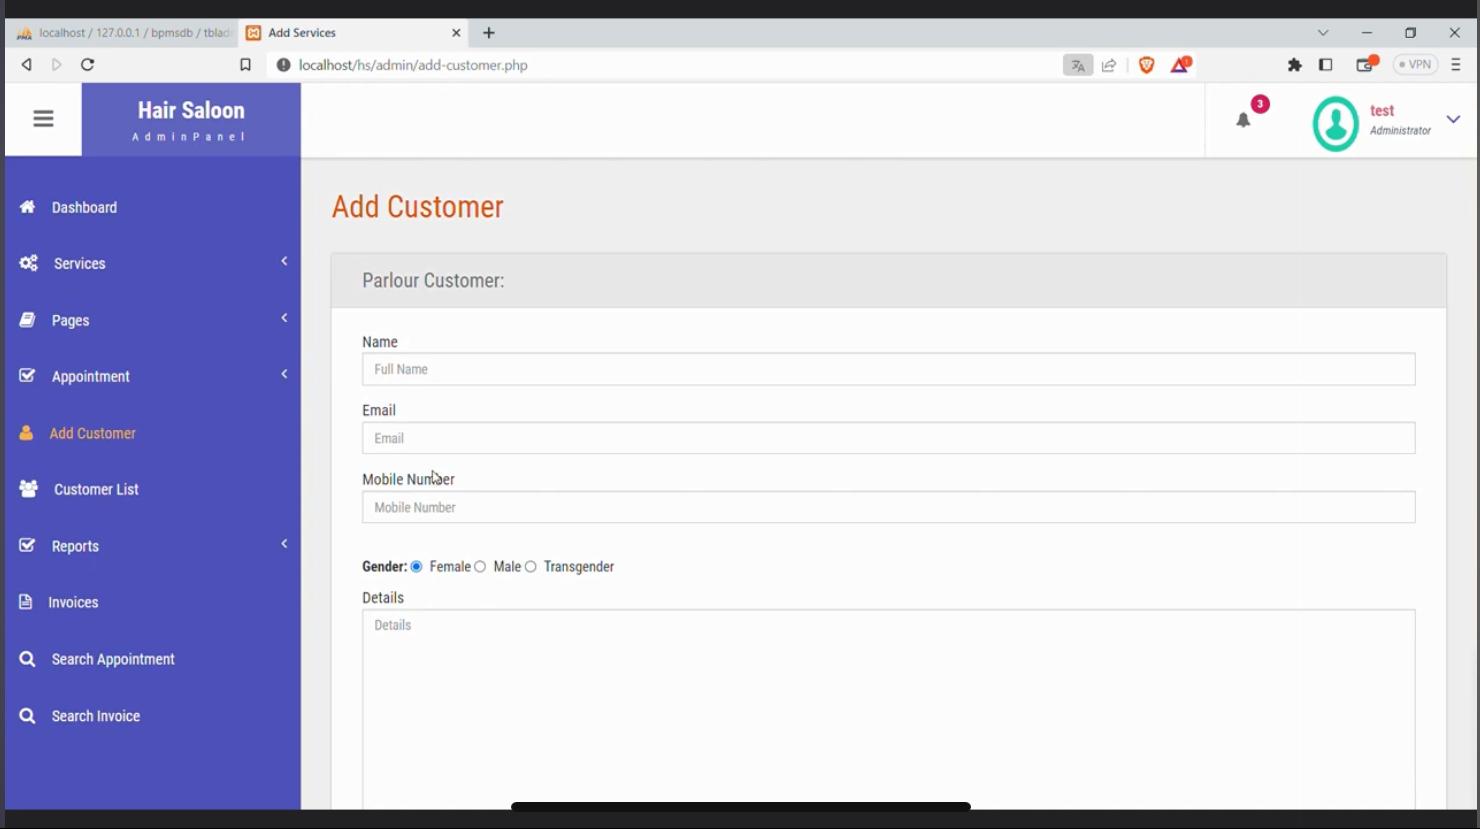 localhost / 127.0.0.1 / bpmsdb / tblad
Add Services
localhost/hs/admin/add-customer.php
VPN
Hair Saloon
AdminPanel
3
test
Administrator
Dashboard
Services
Pages
Appointment
Add Customer
Customer List
Reports
Invoices
Search Appointment
Search Invoice
Add Customer
Parlour Customer:
Name
Full Name
Email
Email
Mobile Number
Mobile Number
Gender: Female Male Transgender
Details
Details